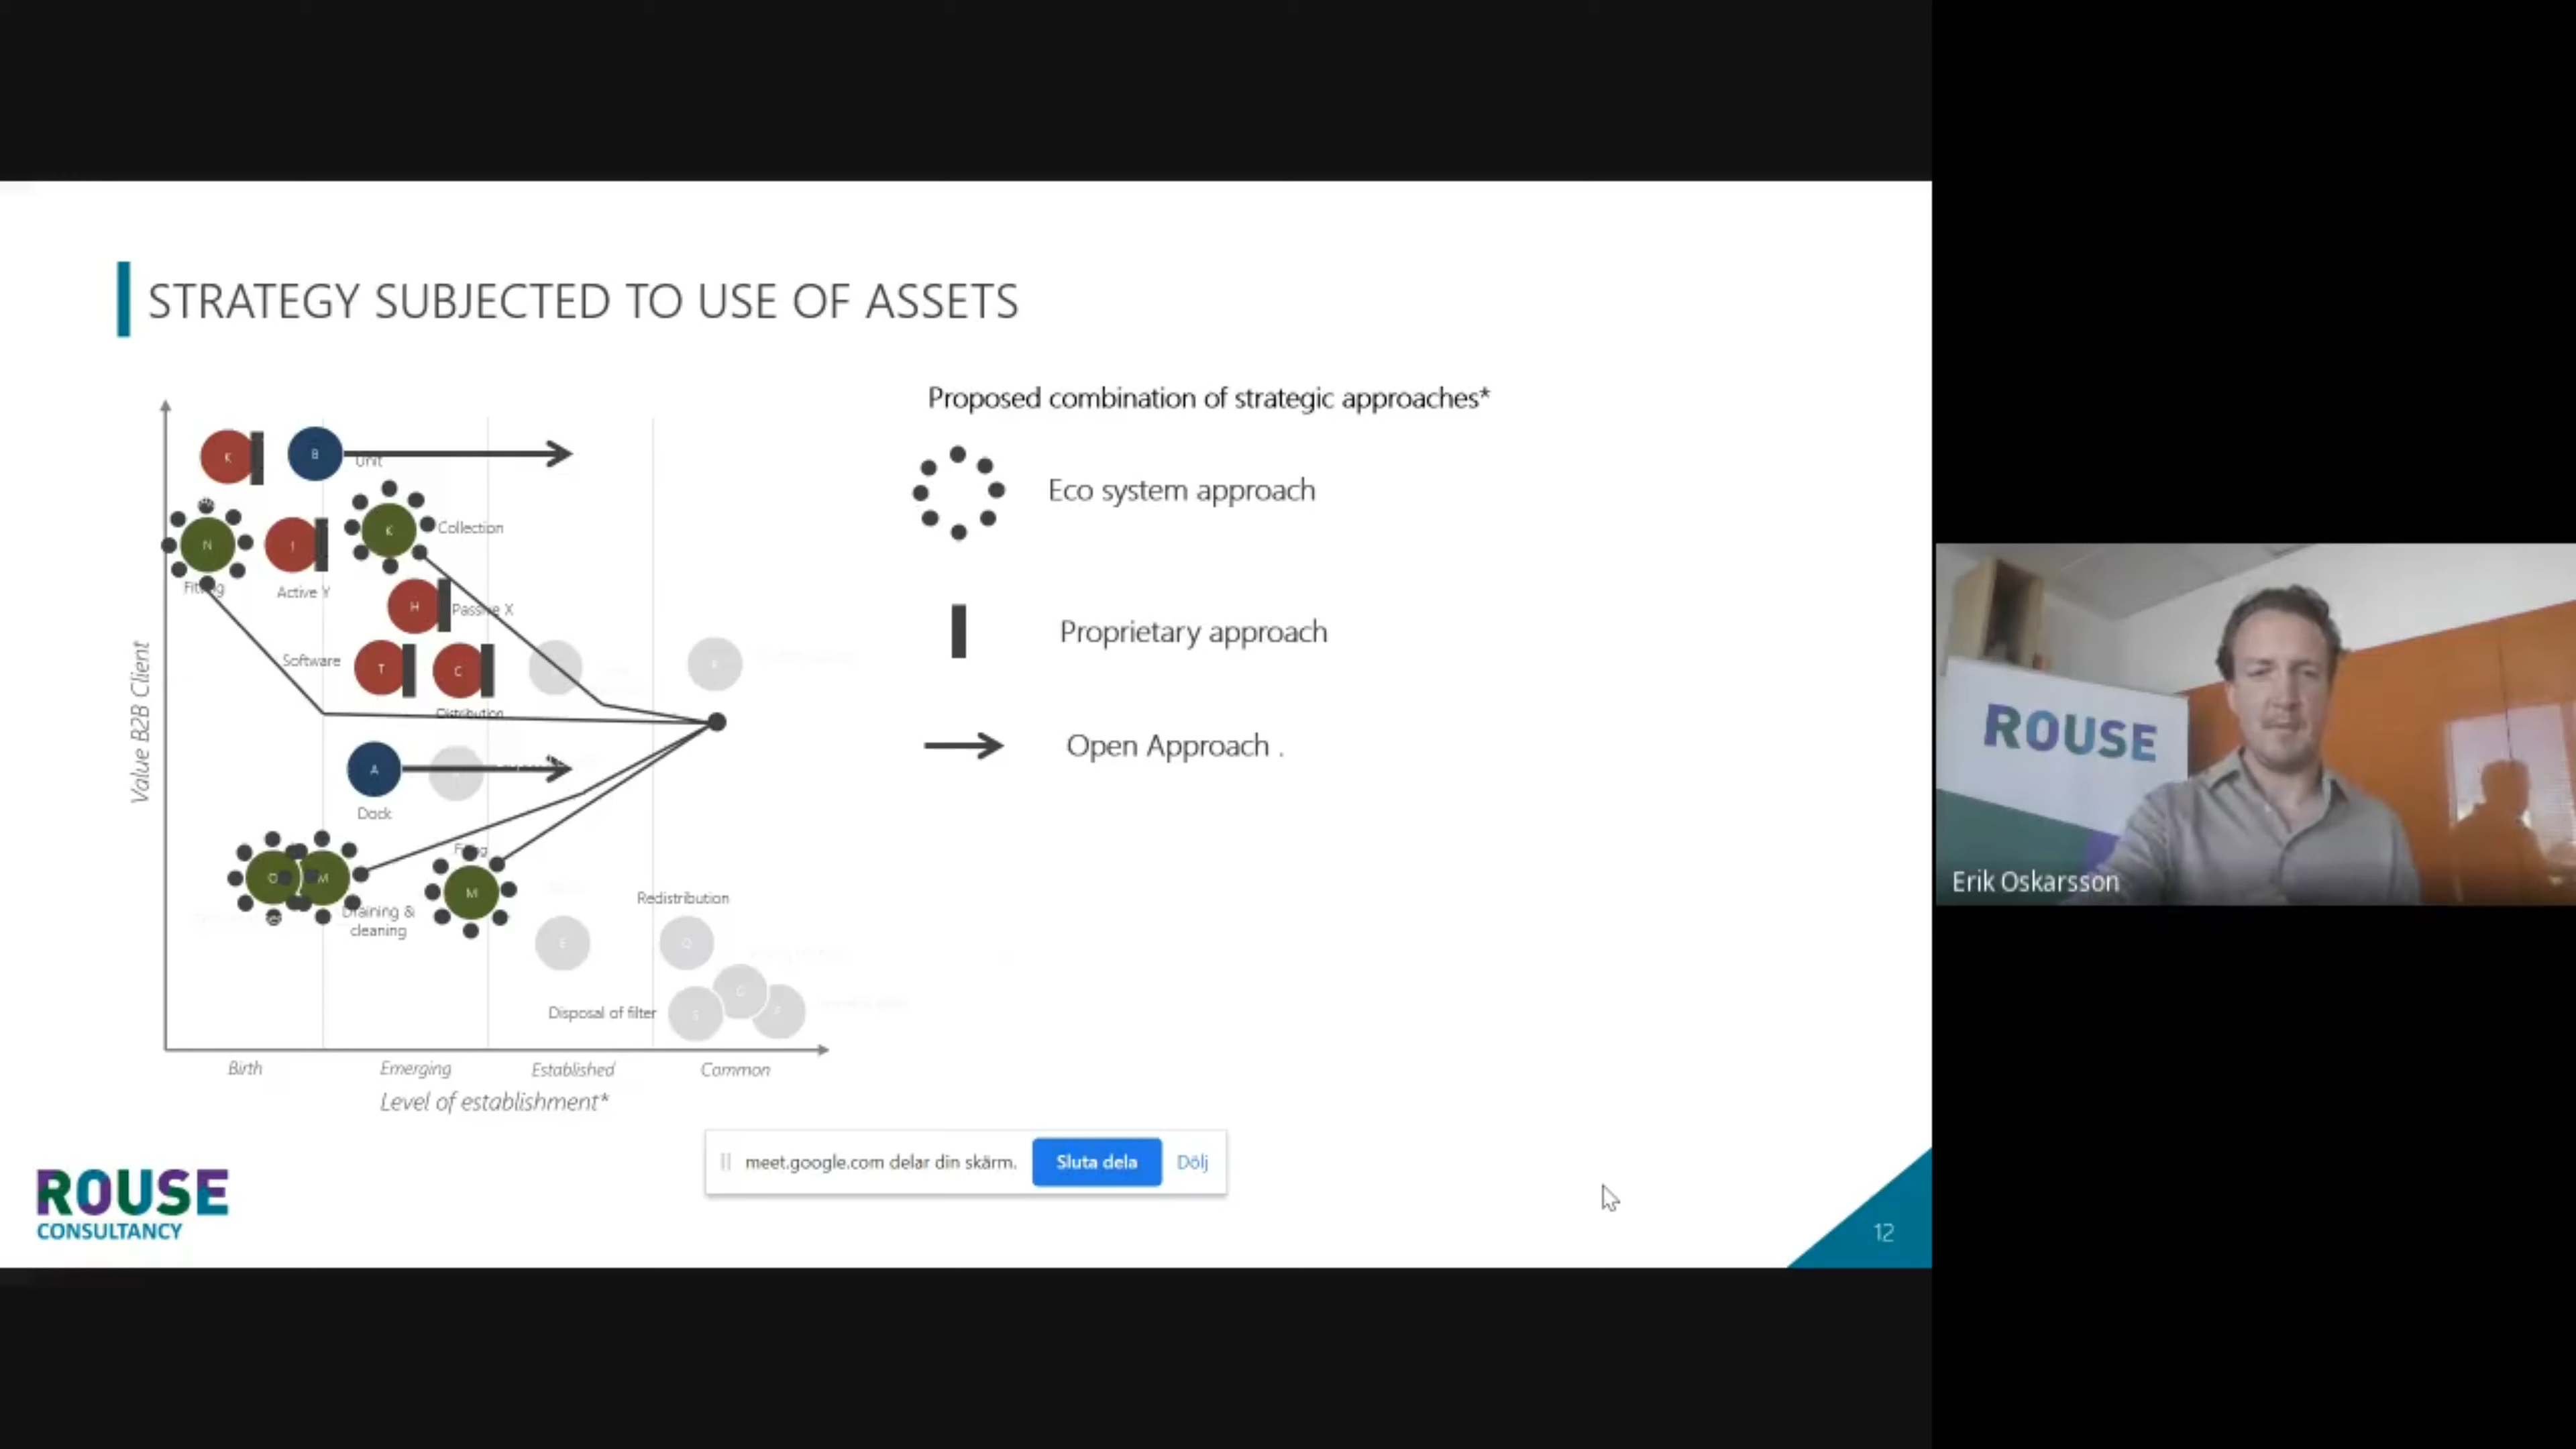 STRATEGY SUBJECTED TO USE OF ASSETS
Proposed combination of strategic approaches*
Eco system approach
Proprietary approach
Open Approach .
Value B2B Client
K
B
Unit
N
Fitting
Active Y
K
Collection
H
Passive X
Software
T
C
Distribution
A
Dock
O
M
Draining &
cleaning
M
E
Redistribution
Q
Disposal of filter
Birth
Emerging
Established
Common
Level of establishment*
meet.google.com delar din skärm.
Sluta dela
Dölj
ROUSE
CONSULTANCY
12
ROUSE
Erik Oskarsson